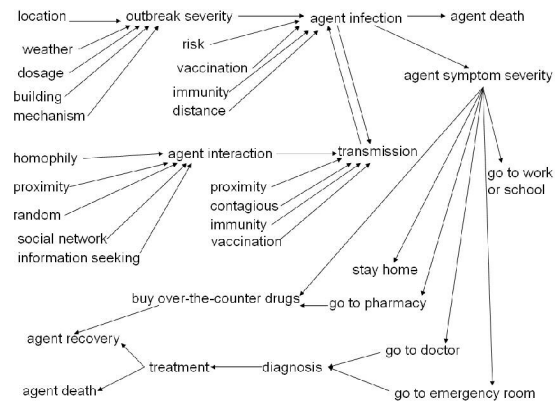 location
outbreak severity
agent infection
agent death
weather
risk
dosage
vaccination
agent symptom severity
building
immunity
mechanism
distance
homophily
agent interaction
transmission
go to work
or school
proximity
proximity
random
contagious
social network
immunity
information seeking
vaccination
stay home
buy over-the-counter drugs
go to pharmacy
agent recovery
go to doctor
treatment
diagnosis
agent death
go to emergency room